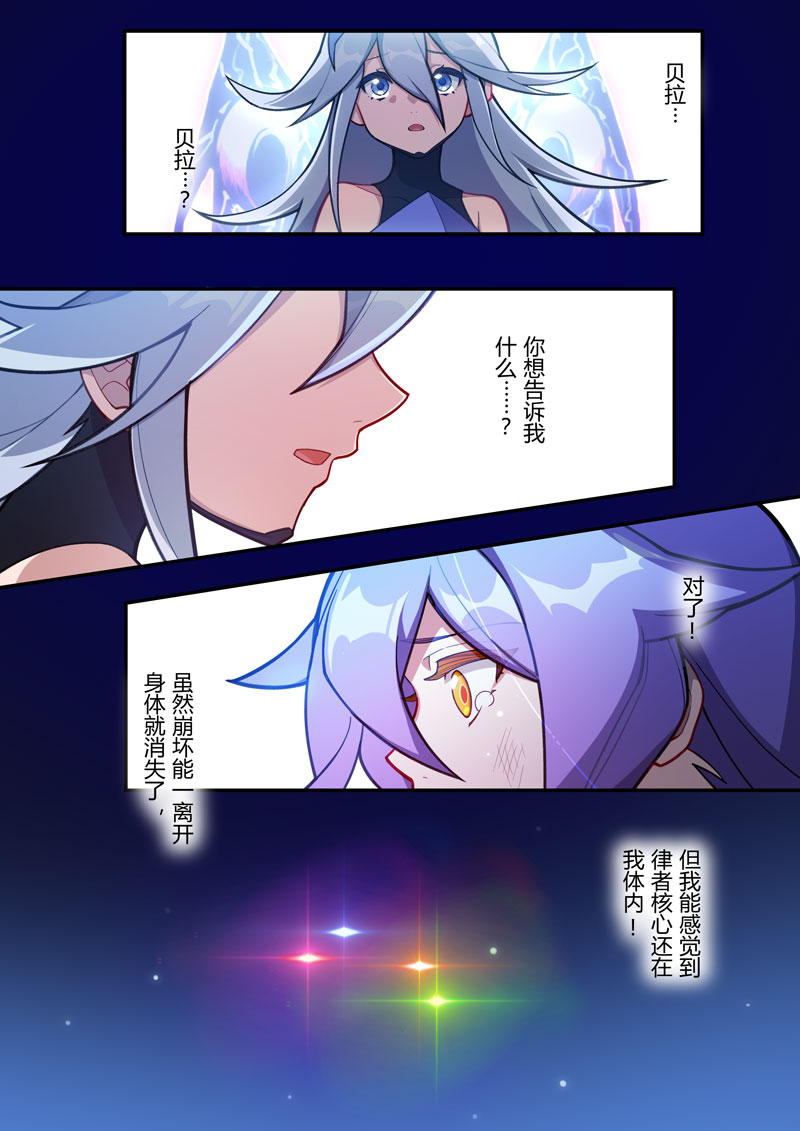 贝拉…
贝拉…？
你想告诉我
什么……？
对了！
虽然崩坏能一离开
身体就消失了，
但我能感觉到
律者核心还在
我体内！